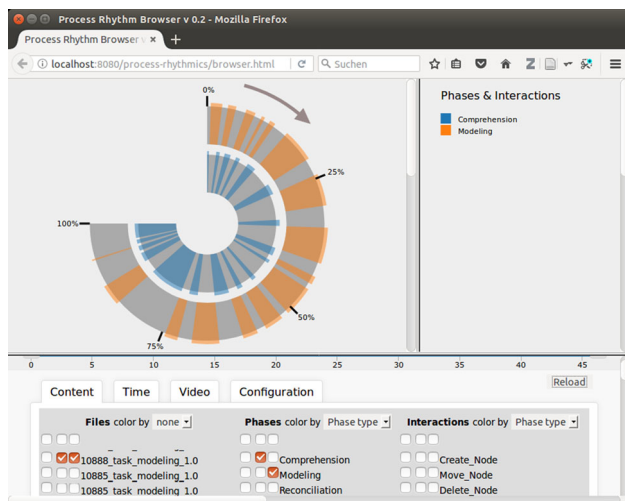 Process Rhythm Browser v 0.2 - Mozilla Firefox
Process Rhythm Browser v
localhost:8080/process-rhythmics/browser.html
Suchen
Phases & Interactions
Comprehension
Modeling
0%
25%
50%
75%
100%
0 5 10 15 20 25 30 35 40 45
Reload
Content Time Video Configuration
Files color by none Phases color by Phase type Interactions color by Phase type
10888_task_modeling_1.0 Comprehension Create_Node
10885_task_modeling_1.0 Modeling Move_Node
10885_task_modeling_1.0 Reconciliation Delete_Node